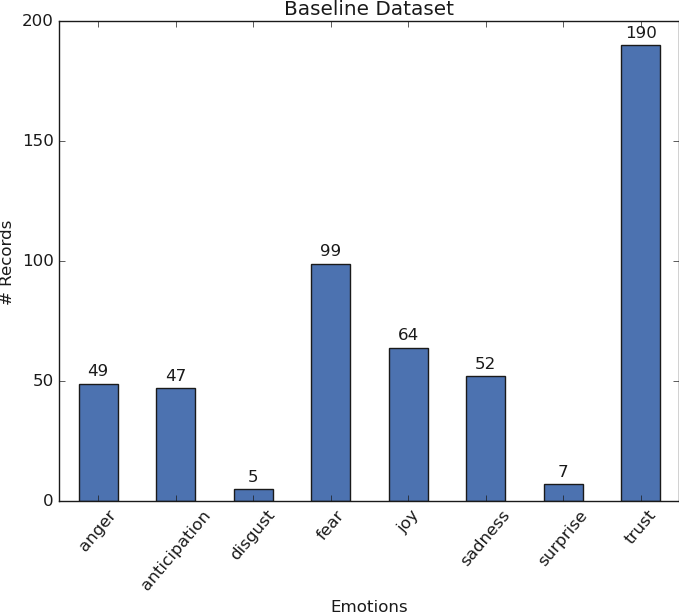 Baseline Dataset
200
150
100
50
0
# Records
49
47
5
99
64
52
7
190
anger
anticipation
disgust
fear
joy
sadness
surprise
trust
Emotions